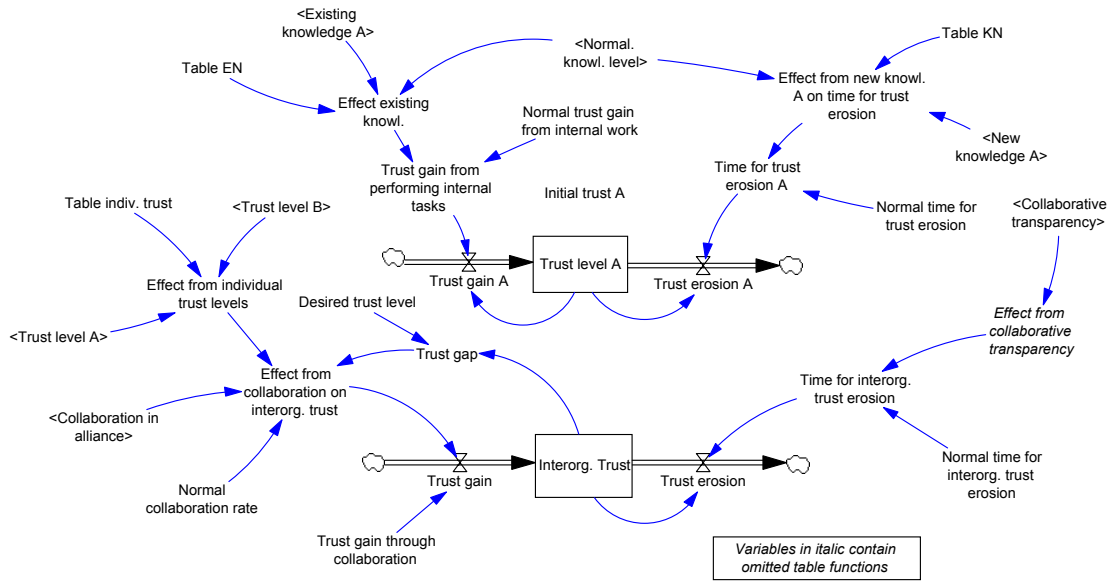 <Existing
knowledge A>
<Normal.
knowl. level>
Table KN
Table EN
Effect from new knowl.
A on time for trust
erosion
Effect existing
knowl.
Normal trust gain
from internal work
<New
knowledge A>
Trust gain from
performing internal
tasks
Time for trust
erosion A
Initial trust A
Table indiv. trust
<Trust level B>
Normal time for
trust erosion
<Collaborative
transparency>
Trust level A
Trust gain A
Trust erosion A
Effect from individual
trust levels
Desired trust level
<Trust level A>
Effect from
collaborative
transparency
Trust gap
Effect from
collaboration on
interorg. trust
Time for interorg.
trust erosion
<Collaboration in
alliance>
Interorg. Trust
Trust gain
Trust erosion
Normal time for
interorg. trust
erosion
Normal
collaboration rate
Trust gain through
collaboration
Variables in italic contain
omitted table functions